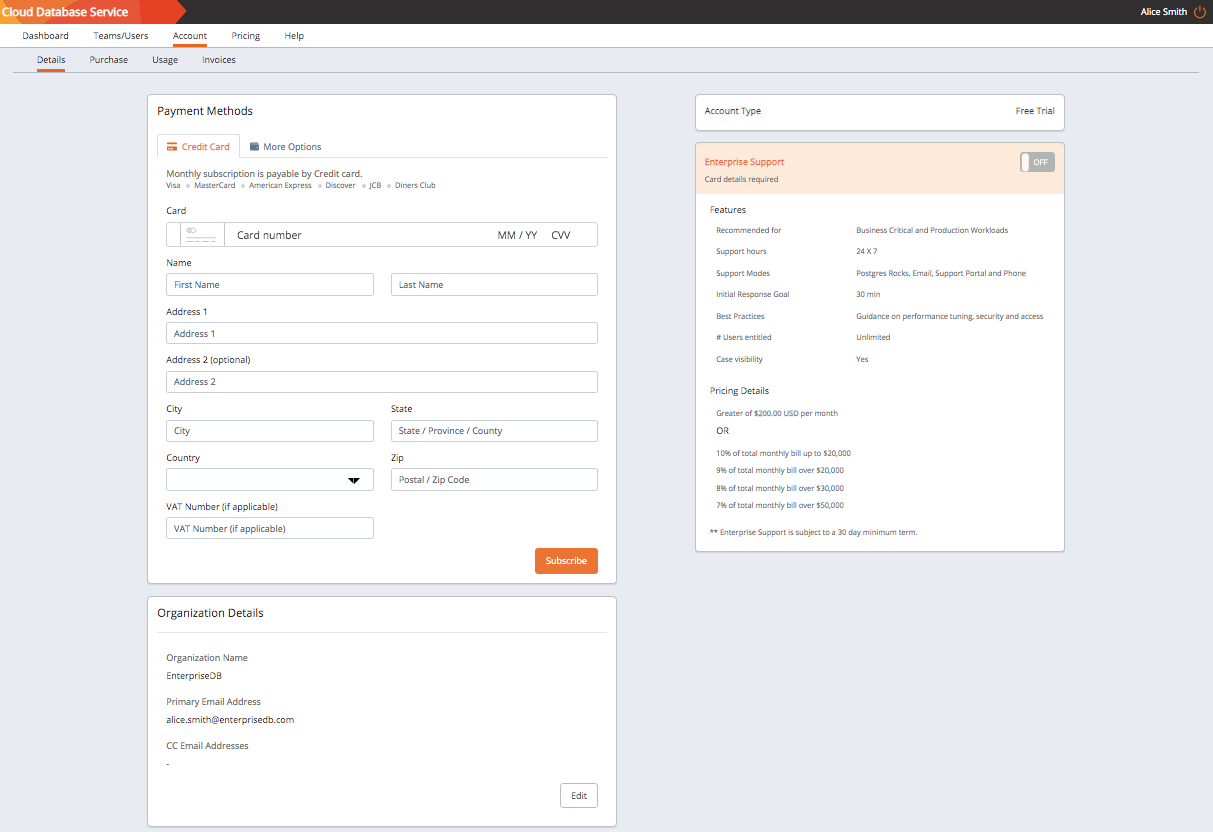 Cloud Database Service
Alice Smith
Dashboard Teams/Users Account Pricing Help
Details Purchase Usage Invoices
Payment Methods
Credit Card More Options
Monthly subscription is payable by Credit card.
Visa MasterCard American Express Discover JCB Diners Club
Card
Card number MM / YY CVV
Name
First Name Last Name
Address 1
Address 1
Address 2 (optional)
Address 2
City State
City State / Province / County
Country Zip
Postal / Zip Code
VAT Number (if applicable)
VAT Number (if applicable)
Subscribe
Organization Details
Organization Name
EnterpriseDB
Primary Email Address
alice.smith@enterprisedb.com
CC Email Addresses
-
Edit
Account Type Free Trial
Enterprise Support OFF
Card details required
Features
Recommended for Business Critical and Production Workloads
Support hours 24 X 7
Support Modes Postgres Rocks, Email, Support Portal and Phone
Initial Response Goal 30 min
Best Practices Guidance on performance tuning, security and access
# Users entitled Unlimited
Case visibility Yes
Pricing Details
Greater of $200.00 USD per month
OR
10% of total monthly bill up to $20,000
9% of total monthly bill over $20,000
8% of total monthly bill over $30,000
7% of total monthly bill over $50,000
** Enterprise Support is subject to a 30 day minimum term.